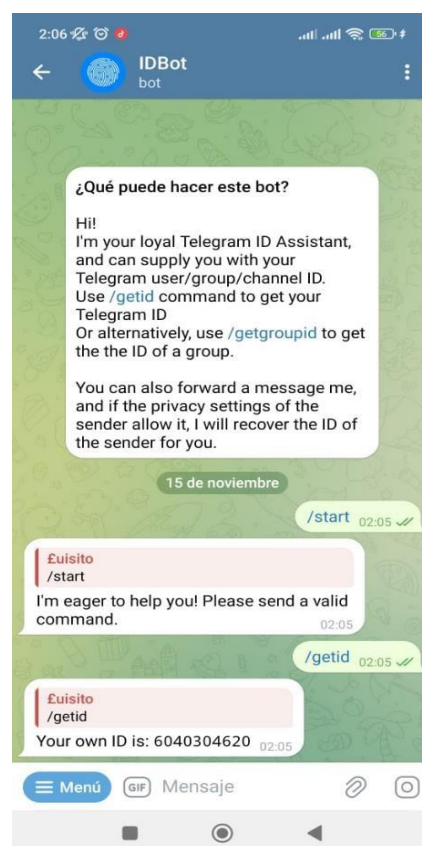 2:06
56
IDBot
bot
¿Qué puede hacer este bot?
Hi!
I'm your loyal Telegram ID Assistant,
and can supply you with your
Telegram user/group/channel ID.
Use /getid command to get your
Telegram ID
Or alternatively, use /getgroupid to get
the the ID of a group.
You can also forward a message me,
and if the privacy settings of the
sender allow it, I will recover the ID of
the sender for you.
15 de noviembre
/start 02:05
£uisito
/start
I'm eager to help you! Please send a valid
command. 02:05
/getid 02:05
£uisito
/getid
Your own ID is: 6040304620 02:05
Menú GIF Mensaje